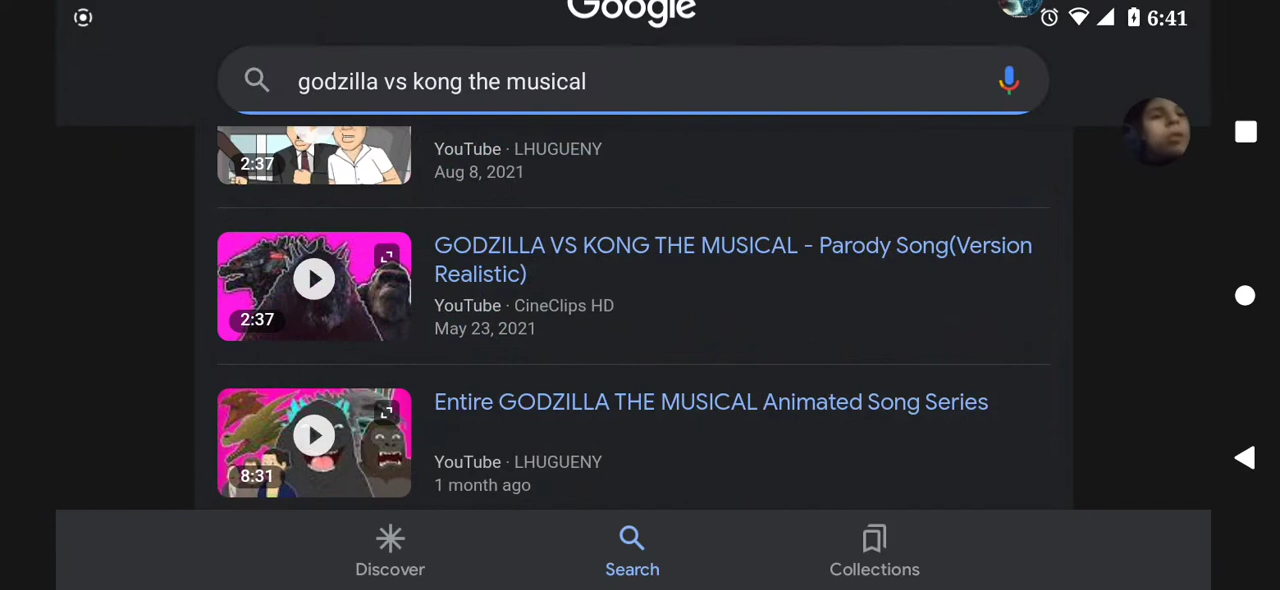 Google
6:41
godzilla vs kong the musical
2:37
YouTube · LHUGUENY
Aug 8, 2021
GODZILLA VS KONG THE MUSICAL - Parody Song(Version
Realistic)
YouTube · CineClips HD
May 23, 2021
2:37
Entire GODZILLA THE MUSICAL Animated Song Series
YouTube · LHUGUENY
1 month ago
8:31
Discover
Search
Collections